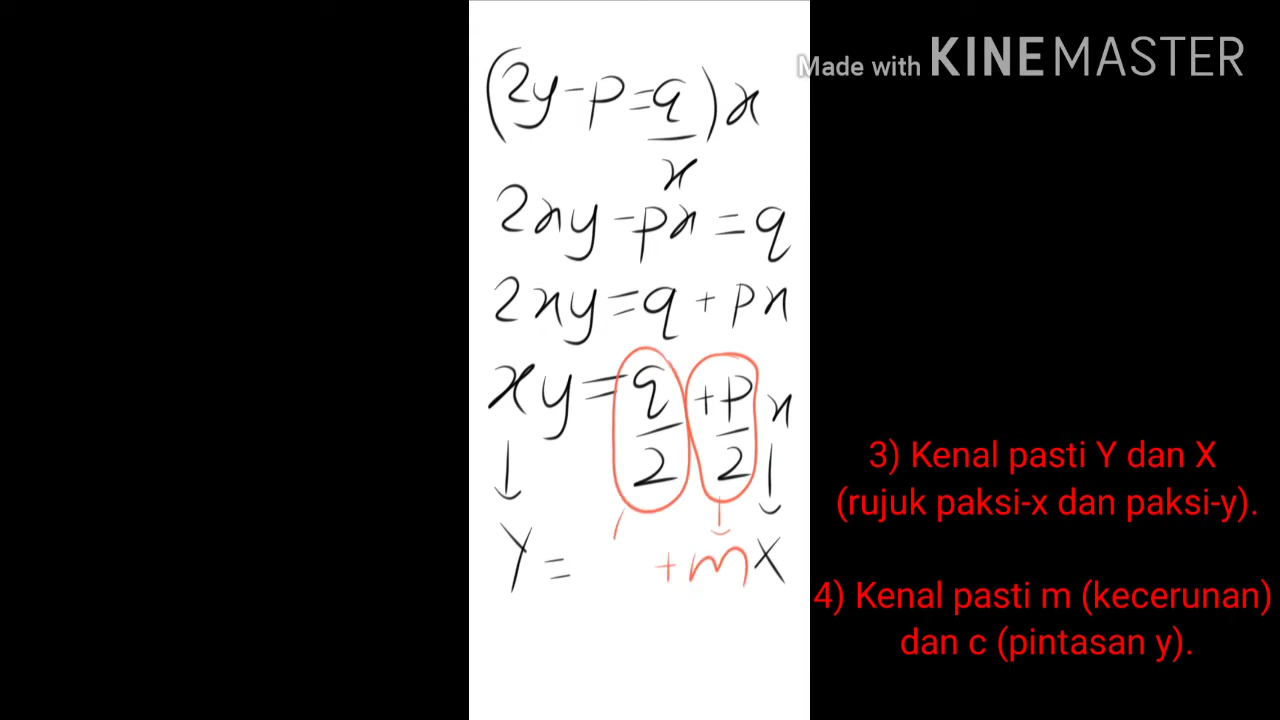 Made with KINEMASTER
(2y-p=q/x)x
2xy-px=q
2xy=q+px
xy=q/2+p/2x
Y= +mX
3) Kenal pasti Y dan X
(rujuk paksi-x dan paksi-y).
4) Kenal pasti m (kecerunan)
dan c (pintasan y).